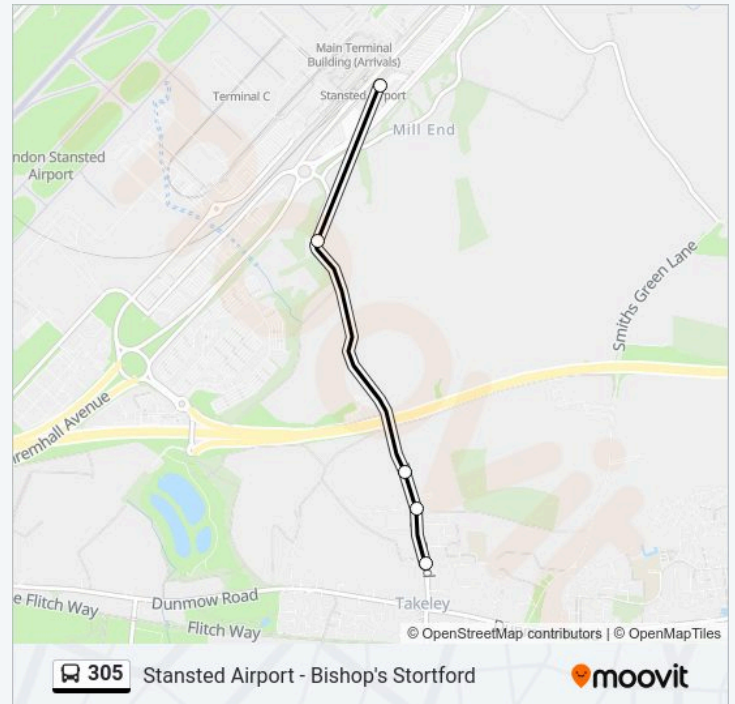 Main Terminal
Building (Arrivals)
Terminal C
Stansted
port
Mill End
ndon Stansted
Airport
Smiths Green Lane
remhall Avenue
e Flitch Way
Dunmow Road
Flitch Way
Takeley
© OpenStreetMap contributors | © OpenMapTiles
305 Stansted Airport - Bishop's Stortford
moovit